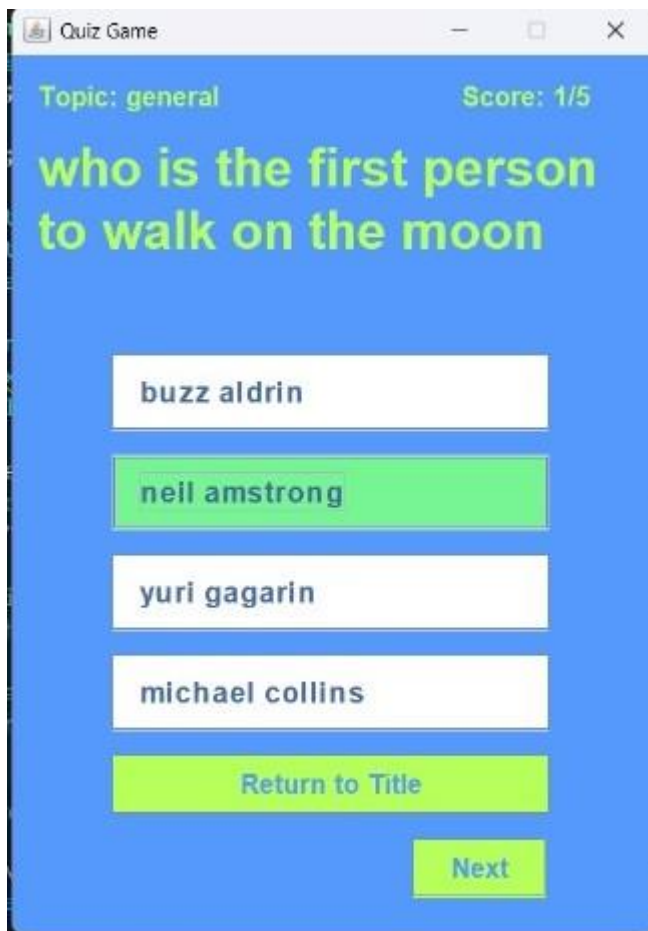 Quiz Game
Topic: general Score: 1/5
who is the first person
to walk on the moon
buzz aldrin
neil amstrong
yuri gagarin
michael collins
Return to Title
Next